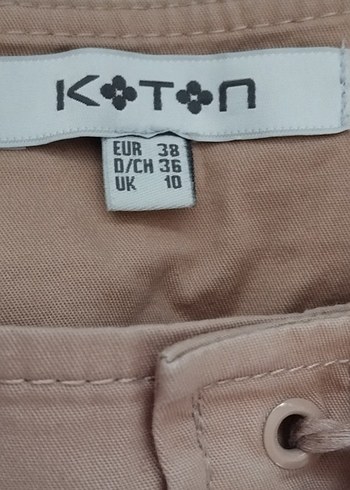 KOTON
EUR 38
D/CH 36
UK 10